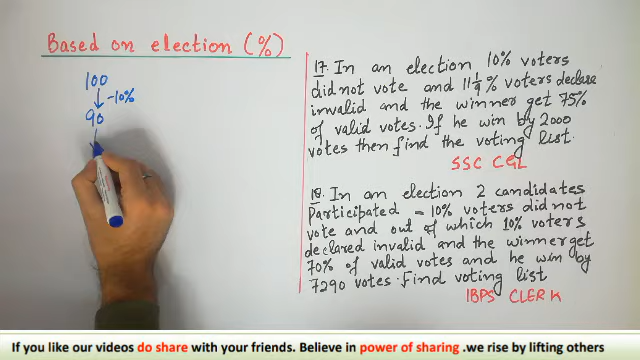 Based on election (%)
100
-10%
90
17. In an election 10% voters
did not vote and 11 1/9 % voters declare
invalid and the winner get 75%
of valid votes. If he win by 2000
votes then find the voting list.
SSC CGL
18. In an election 2 candidates
Participated = 10% voters did not
vote and out of which 10% voters
declared invalid and the winner get
70% of valid votes and he win by
7290 votes. find voting list
IBPS CLERK
If you like our videos do share with your friends. Believe in power of sharing .we rise by lifting others